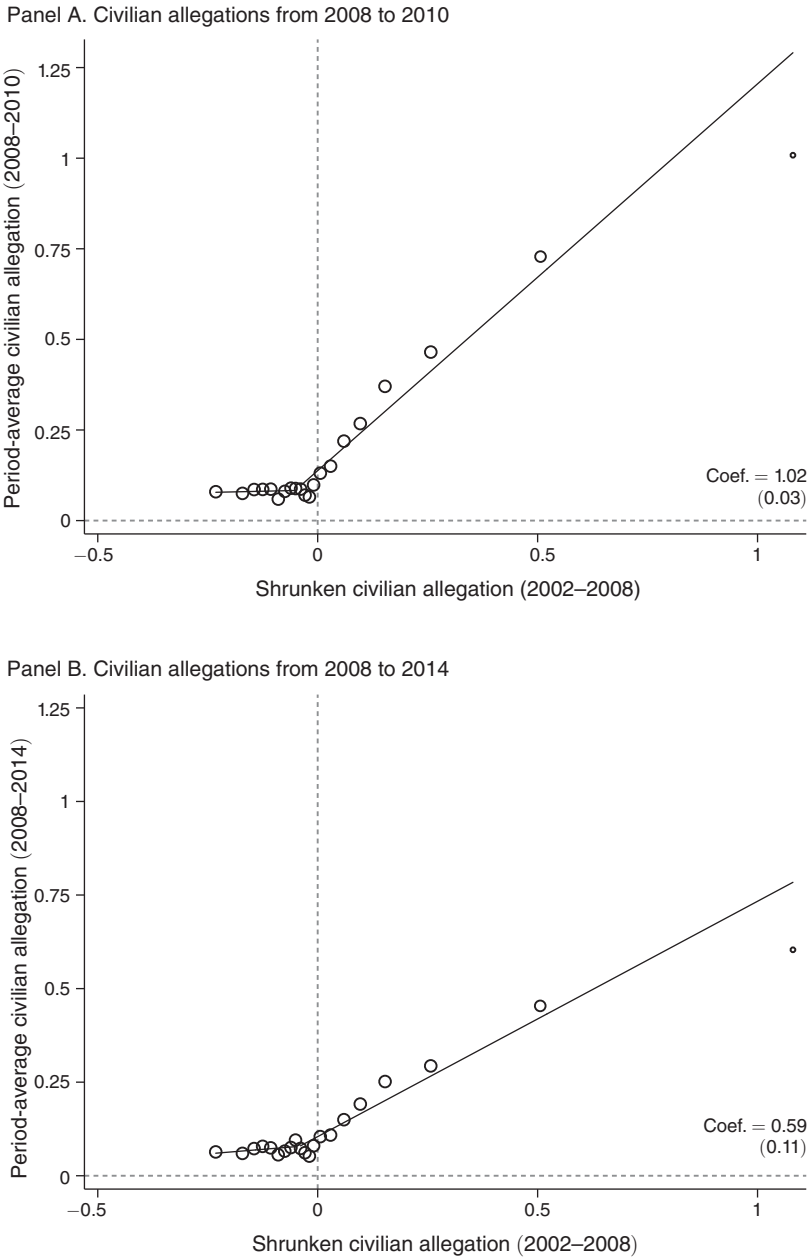 Panel A. Civilian allegations from 2008 to 2010
Period-average civilian allegation (2008–2010)
1.25
1
0.75
0.5
0.25
0
Coef. = 1.02
(0.03)
−0.5
0
0.5
1
Shrunken civilian allegation (2002–2008)
Panel B. Civilian allegations from 2008 to 2014
Period-average civilian allegation (2008–2014)
1.25
1
0.75
0.5
0.25
0
Coef. = 0.59
(0.11)
−0.5
0
0.5
1
Shrunken civilian allegation (2002–2008)